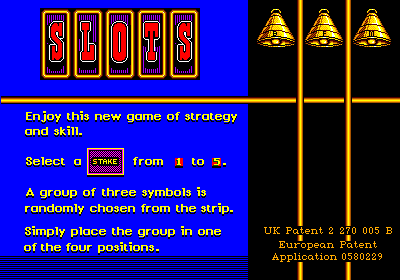 SLOTS
Enjoy this new game of strategy
and skill.
Select a STAKE from 1 to 5.
A group of three symbols is
randomly chosen from the strip.
Simply place the group in one
of the four positions.
UK Patent 2 270 005 B
European Patent
Application 0580229